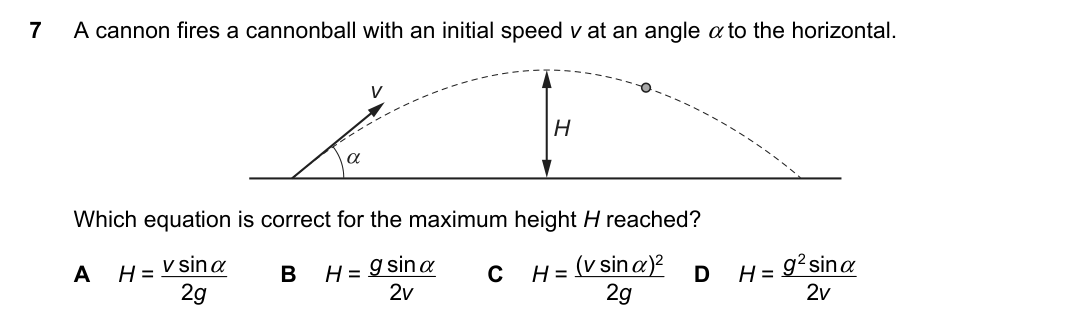 7 A cannon fires a cannonball with an initial speed v at an angle α to the horizontal.
v
H
α
Which equation is correct for the maximum height H reached?
A H = v sin α / 2g B H = g sin α / 2v C H = (v sin α)² / 2g D H = g² sin α / 2v